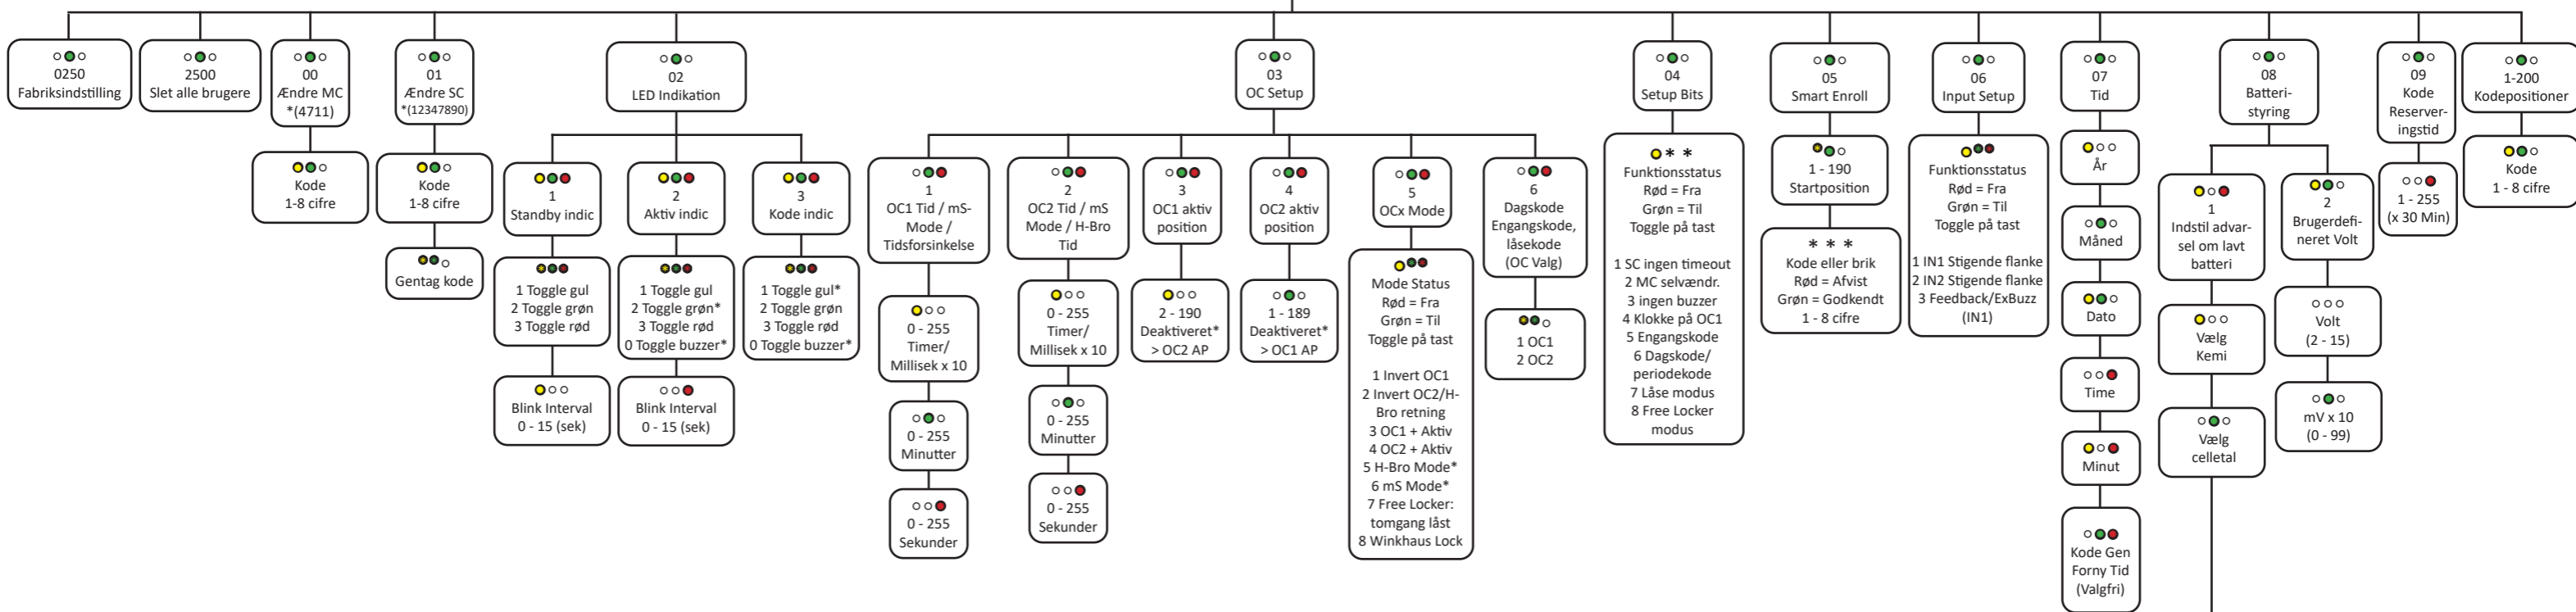 0250
Fabriksindstilling
2500
Slet alle brugere
00
Ændre MC
*(4711)
Kode
1-8 cifre
01
Ændre SC
*(12347890)
Kode
1-8 cifre
Gentag kode
02
LED Indikation
1
Standby indic
1 Toggle gul
2 Toggle grøn
3 Toggle rød
Blink Interval
0 - 15 (sek)
2
Aktiv indic
1 Toggle gul
2 Toggle grøn*
3 Toggle rød
0 Toggle buzzer*
Blink Interval
0 - 15 (sek)
3
Kode indic
1 Toggle gul*
2 Toggle grøn
3 Toggle rød
0 Toggle buzzer*
03
OC Setup
1
OC1 Tid / mS-
Mode /
Tidsforsinkelse
0 - 255
Timer/
Millisek x 10
0 - 255
Minutter
0 - 255
Sekunder
2
OC2 Tid / mS
Mode / H-Bro
Tid
0 - 255
Timer/
Millisek x 10
0 - 255
Minutter
0 - 255
Sekunder
3
OC1 aktiv
position
2 - 190
Deaktiveret*
> OC2 AP
4
OC2 aktiv
position
1 - 189
Deaktiveret*
> OC1 AP
5
OCx Mode
Mode Status
Rød = Fra
Grøn = Til
Toggle på tast
1 Invert OC1
2 Invert OC2/H-
Bro retning
3 OC1 + Aktiv
4 OC2 + Aktiv
5 H-Bro Mode*
6 mS Mode*
7 Free Locker:
tomgang låst
8 Winkhaus Lock
6
Dagskode
Engangskode,
låsekode
(OC Valg)
1 OC1
2 OC2
04
Setup Bits
* *
Funktionsstatus
Rød = Fra
Grøn = Til
Toggle på tast
1 SC ingen timeout
2 MC selvændr.
3 ingen buzzer
4 Klokke på OC1
5 Engangskode
6 Dagskode/
periodekode
7 Låse modus
8 Free Locker
modus
05
Smart Enroll
1 - 190
Startposition
* * *
Kode eller brik
Rød = Afvist
Grøn = Godkendt
1 - 8 cifre
06
Input Setup
Funktionsstatus
Rød = Fra
Grøn = Til
Toggle på tast
1 IN1 Stigende flanke
2 IN2 Stigende flanke
3 Feedback/ExBuzz
(IN1)
07
Tid
År
Måned
Dato
Time
Minut
Kode Gen
Forny Tid
(Valgfri)
08
Batteri-
styring
1
Indstil advar-
sel om lavt
batteri
Vælg
Kemi
Vælg
celletal
2
Brugerdefi-
neret Volt
Volt
(2 - 15)
mV x 10
(0 - 99)
09
Kode
Reserver-
ingstid
1 - 255
(x 30 Min)
1-200
Kodepositioner
Kode
1 - 8 cifre